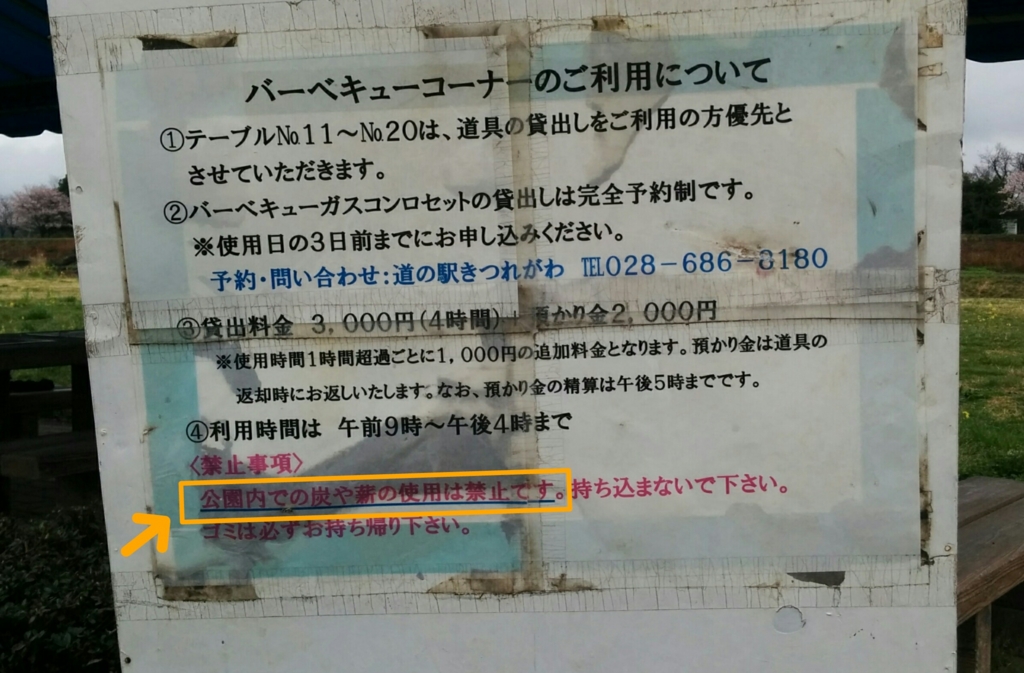 バーベキューコーナーのご利用について
①テーブル№11～№20は、道具の貸出しをご利用の方優先と
させていただきます。
②バーベキューガスコンロセットの貸出しは完全予約制です。
※使用日の3日前までにお申し込みください。
予約・問い合わせ：道の駅きつれがわ ℡028－686－8180
③貸出料金 3,000円(4時間)＋預かり金2,000円
※使用時間1時間超過ごとに1,000円の追加料金となります。預かり金は道具の
返却時にお返しいたします。なお、預かり金の精算は午後5時までです。
④利用時間は 午前9時～午後4時まで
〈禁止事項〉
公園内での炭や薪の使用は禁止です。持ち込まないで下さい。
ゴミは必ずお持ち帰り下さい。